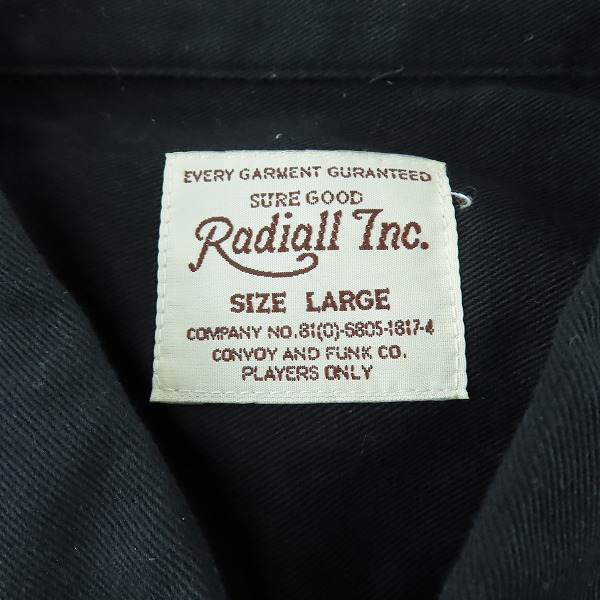 EVERY GARMENT GURANTEED
SURE GOOD
Radiall Inc.
SIZE LARGE
COMPANY NO. 81(0)-S805-1817-4
CONVOY AND FUNK CO.
PLAYERS ONLY